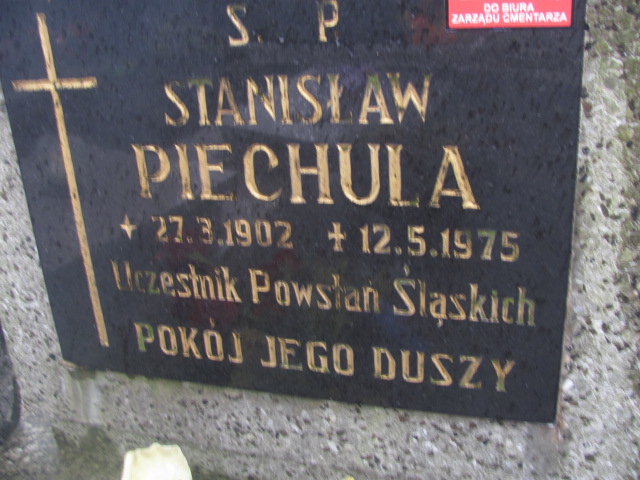 DO BIURA
ZARZĄDU CMENTARZA
S. P
STANISŁAW
PIECHULA
* 27.3.1902 ✝ 12.5.1975
Uczestnik Powstań Śląskich
POKÓJ JEGO DUSZY